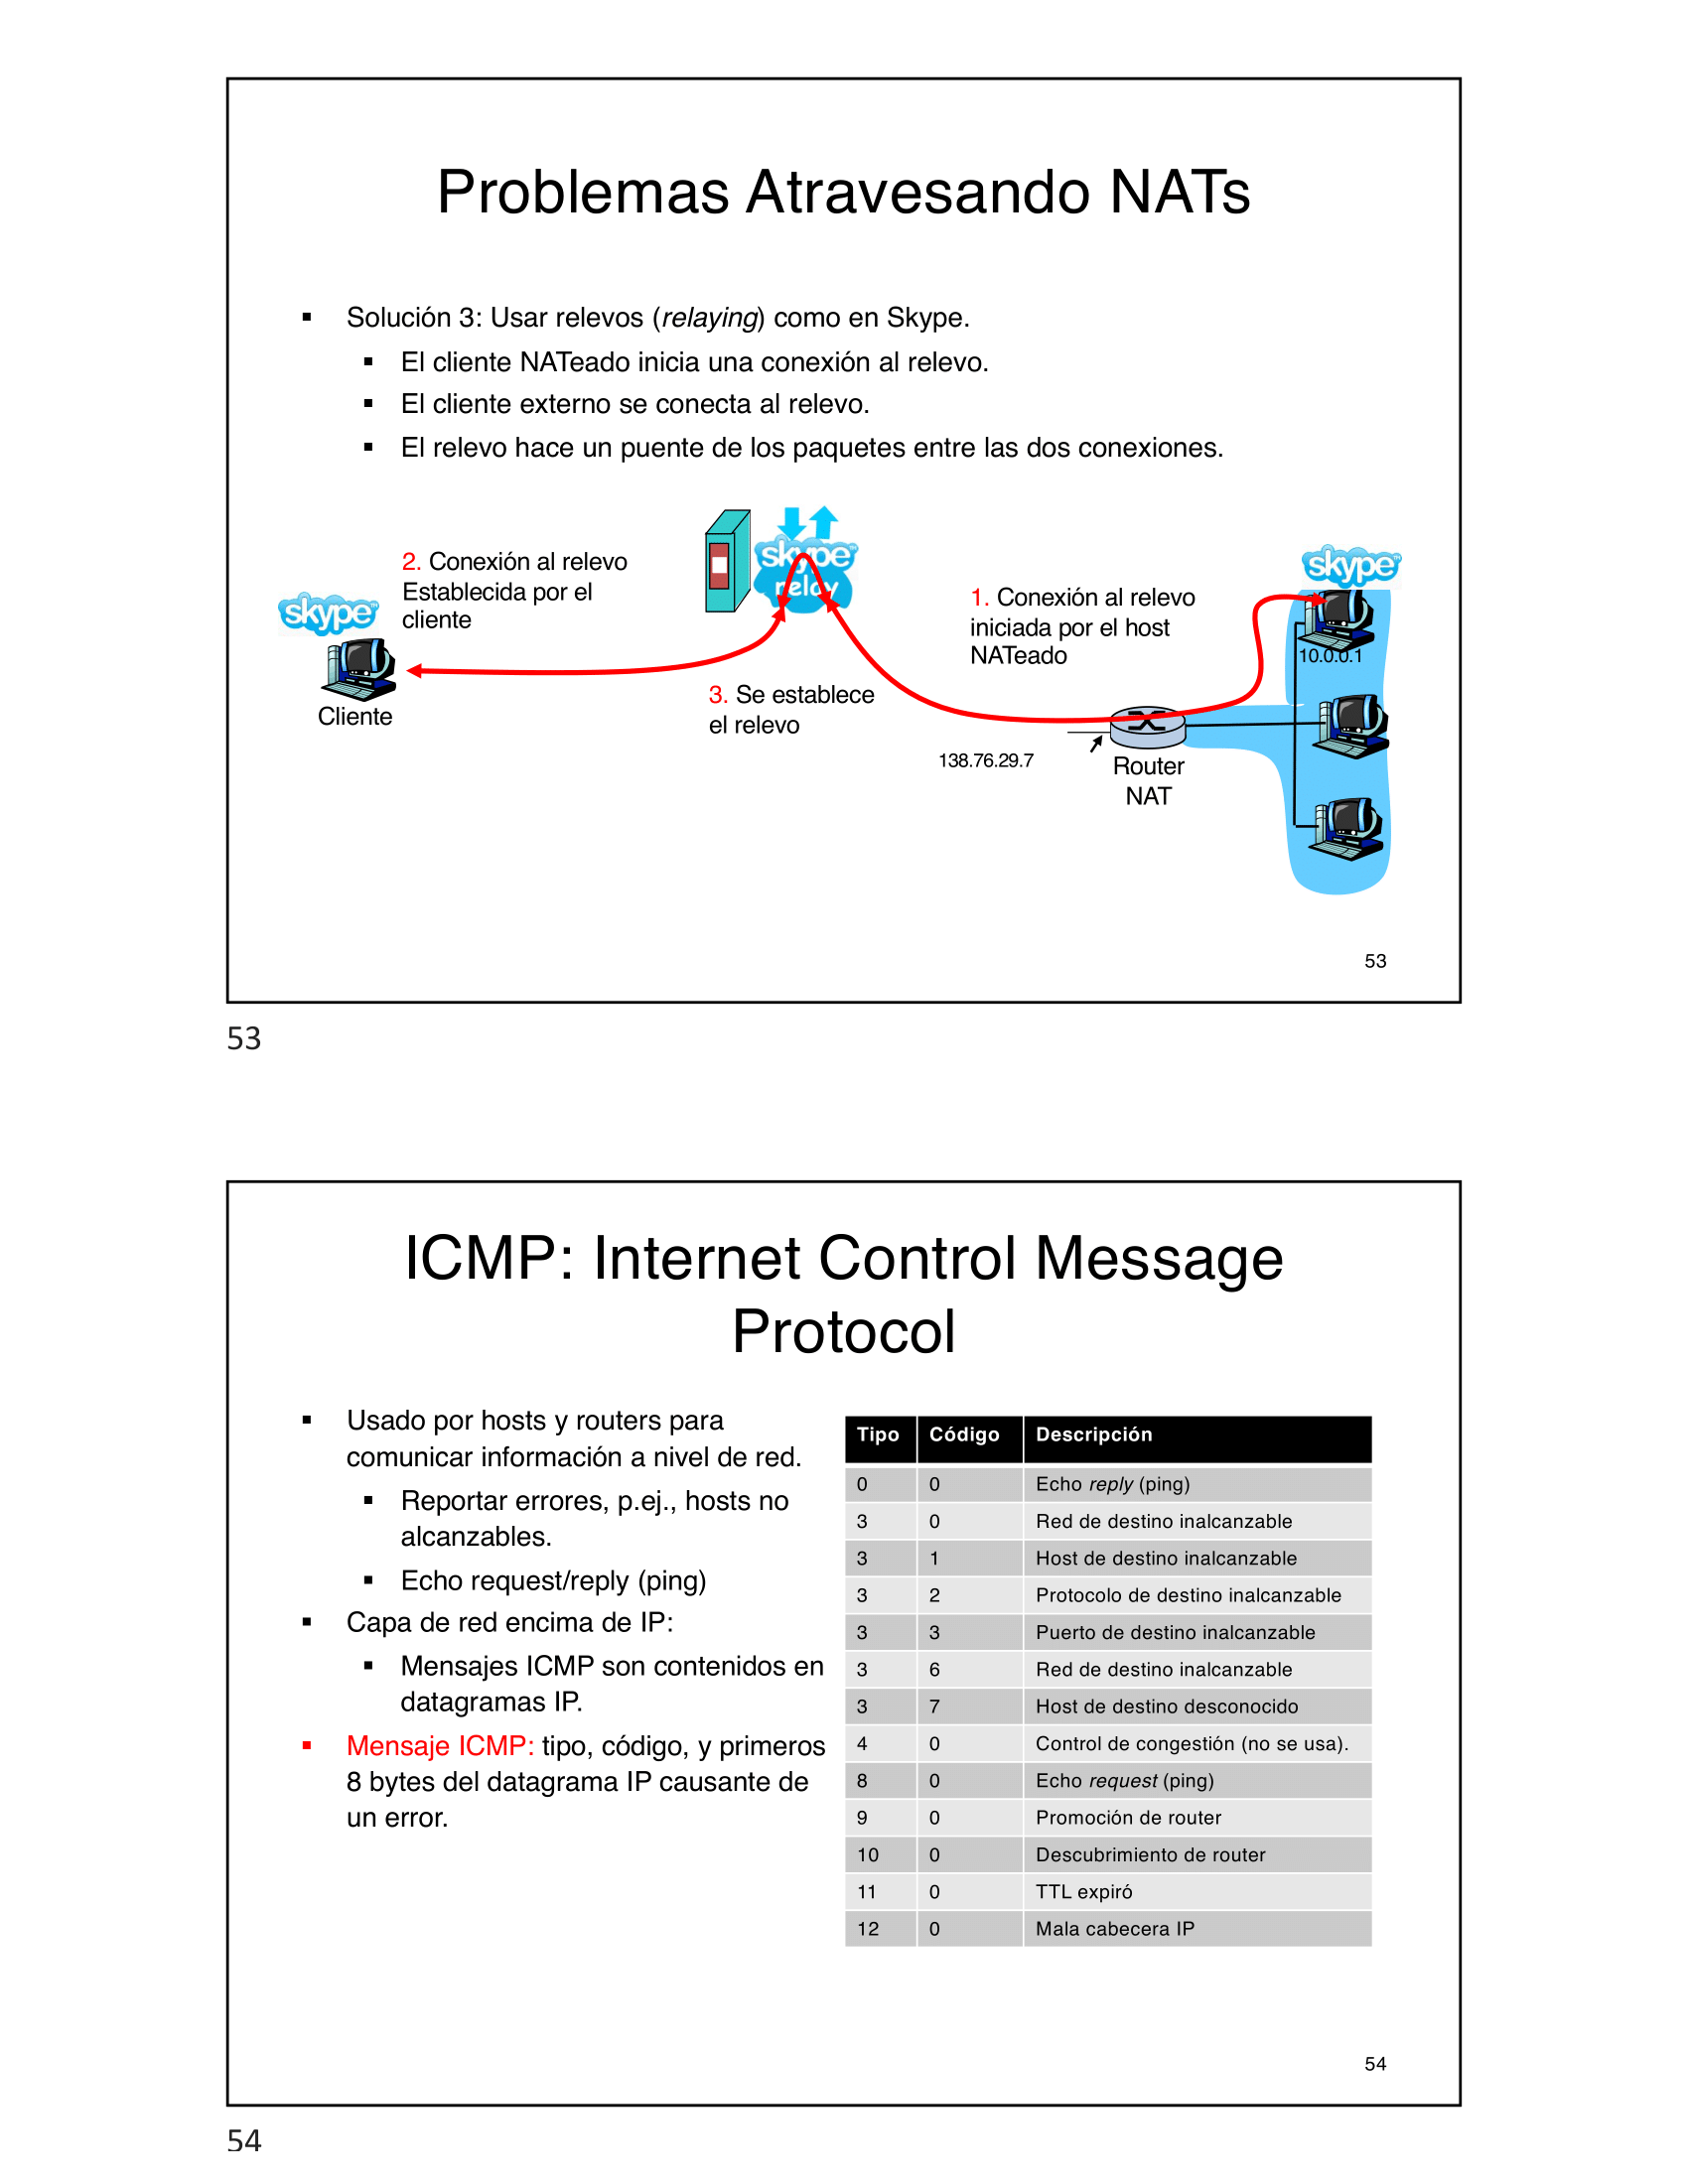 Problemas Atravesando NATs
▪ Solución 3: Usar relevos (relaying) como en Skype.
▪ El cliente NATeado inicia una conexión al relevo.
▪ El cliente externo se conecta al relevo.
▪ El relevo hace un puente de los paquetes entre las dos conexiones.
2. Conexión al relevo
Establecida por el
cliente
skype
Cliente
skype
relay
3. Se establece
el relevo
1. Conexión al relevo
iniciada por el host
NATeado
skype
10.0.0.1
138.76.29.7
Router
NAT
53
53
ICMP: Internet Control Message
Protocol
▪ Usado por hosts y routers para
comunicar información a nivel de red.
▪ Reportar errores, p.ej., hosts no
alcanzables.
▪ Echo request/reply (ping)
▪ Capa de red encima de IP:
▪ Mensajes ICMP son contenidos en
datagramas IP.
▪ Mensaje ICMP: tipo, código, y primeros
8 bytes del datagrama IP causante de
un error.
Tipo Código Descripción
0 0 Echo reply (ping)
3 0 Red de destino inalcanzable
3 1 Host de destino inalcanzable
3 2 Protocolo de destino inalcanzable
3 3 Puerto de destino inalcanzable
3 6 Red de destino inalcanzable
3 7 Host de destino desconocido
4 0 Control de congestión (no se usa).
8 0 Echo request (ping)
9 0 Promoción de router
10 0 Descubrimiento de router
11 0 TTL expiró
12 0 Mala cabecera IP
54
54